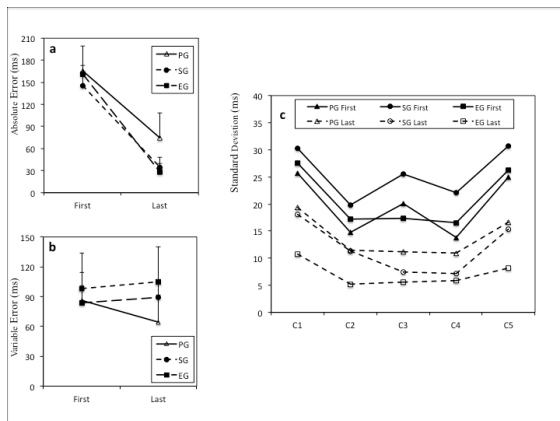 a
Absolute Error (ms)
210
180
150
120
90
60
30
0
PG
SG
EG
First Last
b
Variable Error (ms)
150
120
90
60
30
0
PG
SG
EG
First Last
c
Standard Deviation (ms)
40
35
30
25
20
15
10
5
0
PG First SG First EG First
PG Last SG Last EG Last
C1 C2 C3 C4 C5